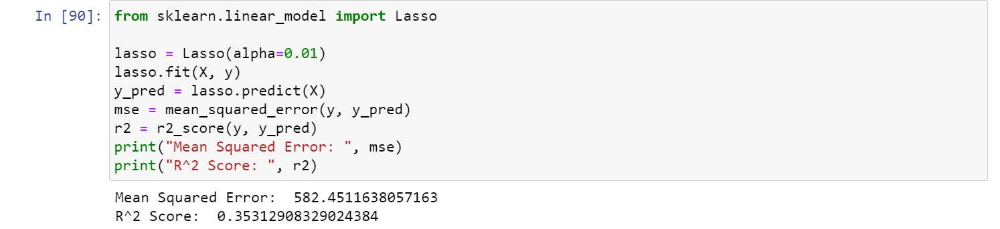 In [90]: from sklearn.linear_model import Lasso
lasso = Lasso(alpha=0.01)
lasso.fit(X, y)
y_pred = lasso.predict(X)
mse = mean_squared_error(y, y_pred)
r2 = r2_score(y, y_pred)
print("Mean Squared Error: ", mse)
print("R^2 Score: ", r2)
Mean Squared Error:  582.4511638057163
R^2 Score:  0.35312908329024384